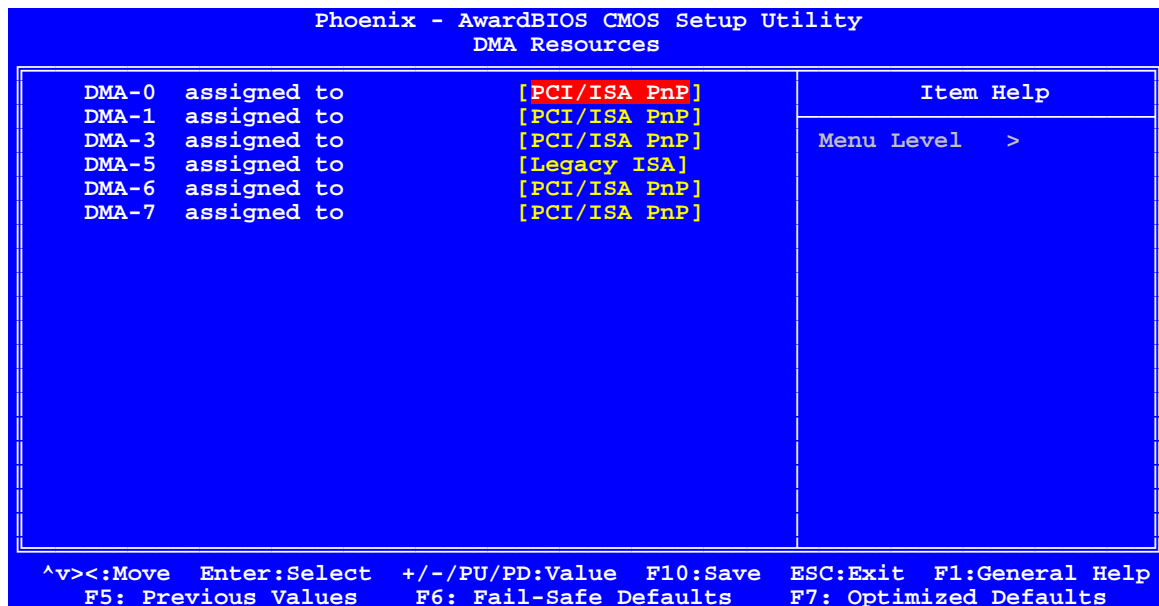 Phoenix - AwardBIOS CMOS Setup Utility
DMA Resources
DMA-0 assigned to [PCI/ISA PnP]
DMA-1 assigned to [PCI/ISA PnP]
DMA-3 assigned to [PCI/ISA PnP]
DMA-5 assigned to [Legacy ISA]
DMA-6 assigned to [PCI/ISA PnP]
DMA-7 assigned to [PCI/ISA PnP]
Item Help
Menu Level >
^v><:Move Enter:Select +/-/PU/PD:Value F10:Save ESC:Exit F1:General Help
F5: Previous Values F6: Fail-Safe Defaults F7: Optimized Defaults